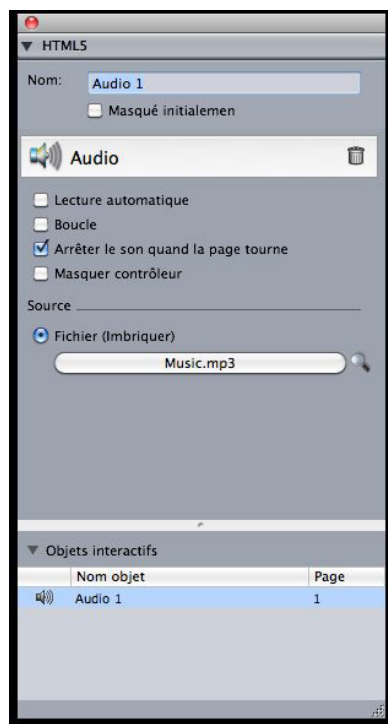 HTML5
Nom: Audio 1
Masqué initialemen
Audio
Lecture automatique
Boucle
Arrêter le son quand la page tourne
Masquer contrôleur
Source
Fichier (Imbriquer)
Music.mp3
Objets interactifs
Nom objet Page
Audio 1 1